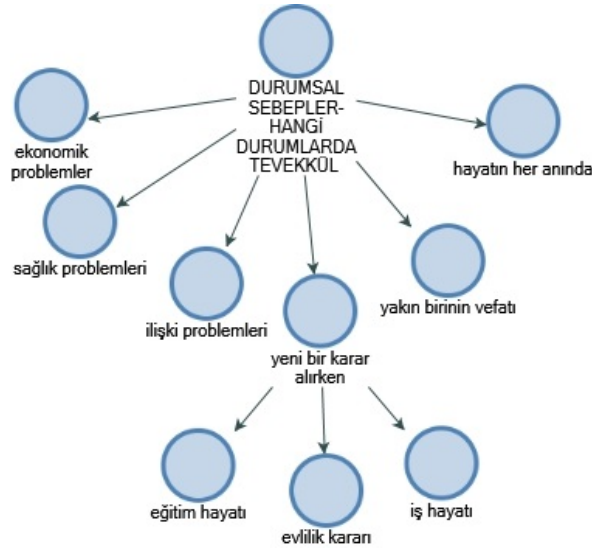 DURUMSAL
SEBEPLER-
HANGİ
DURUMLARDA
TEVEKKÜL
ekonomik
problemler
hayatın her anında
sağlık problemleri
ilişki problemleri
yakın birinin vefatı
yeni bir karar
alırken
eğitim hayatı
evlilik kararı
iş hayatı